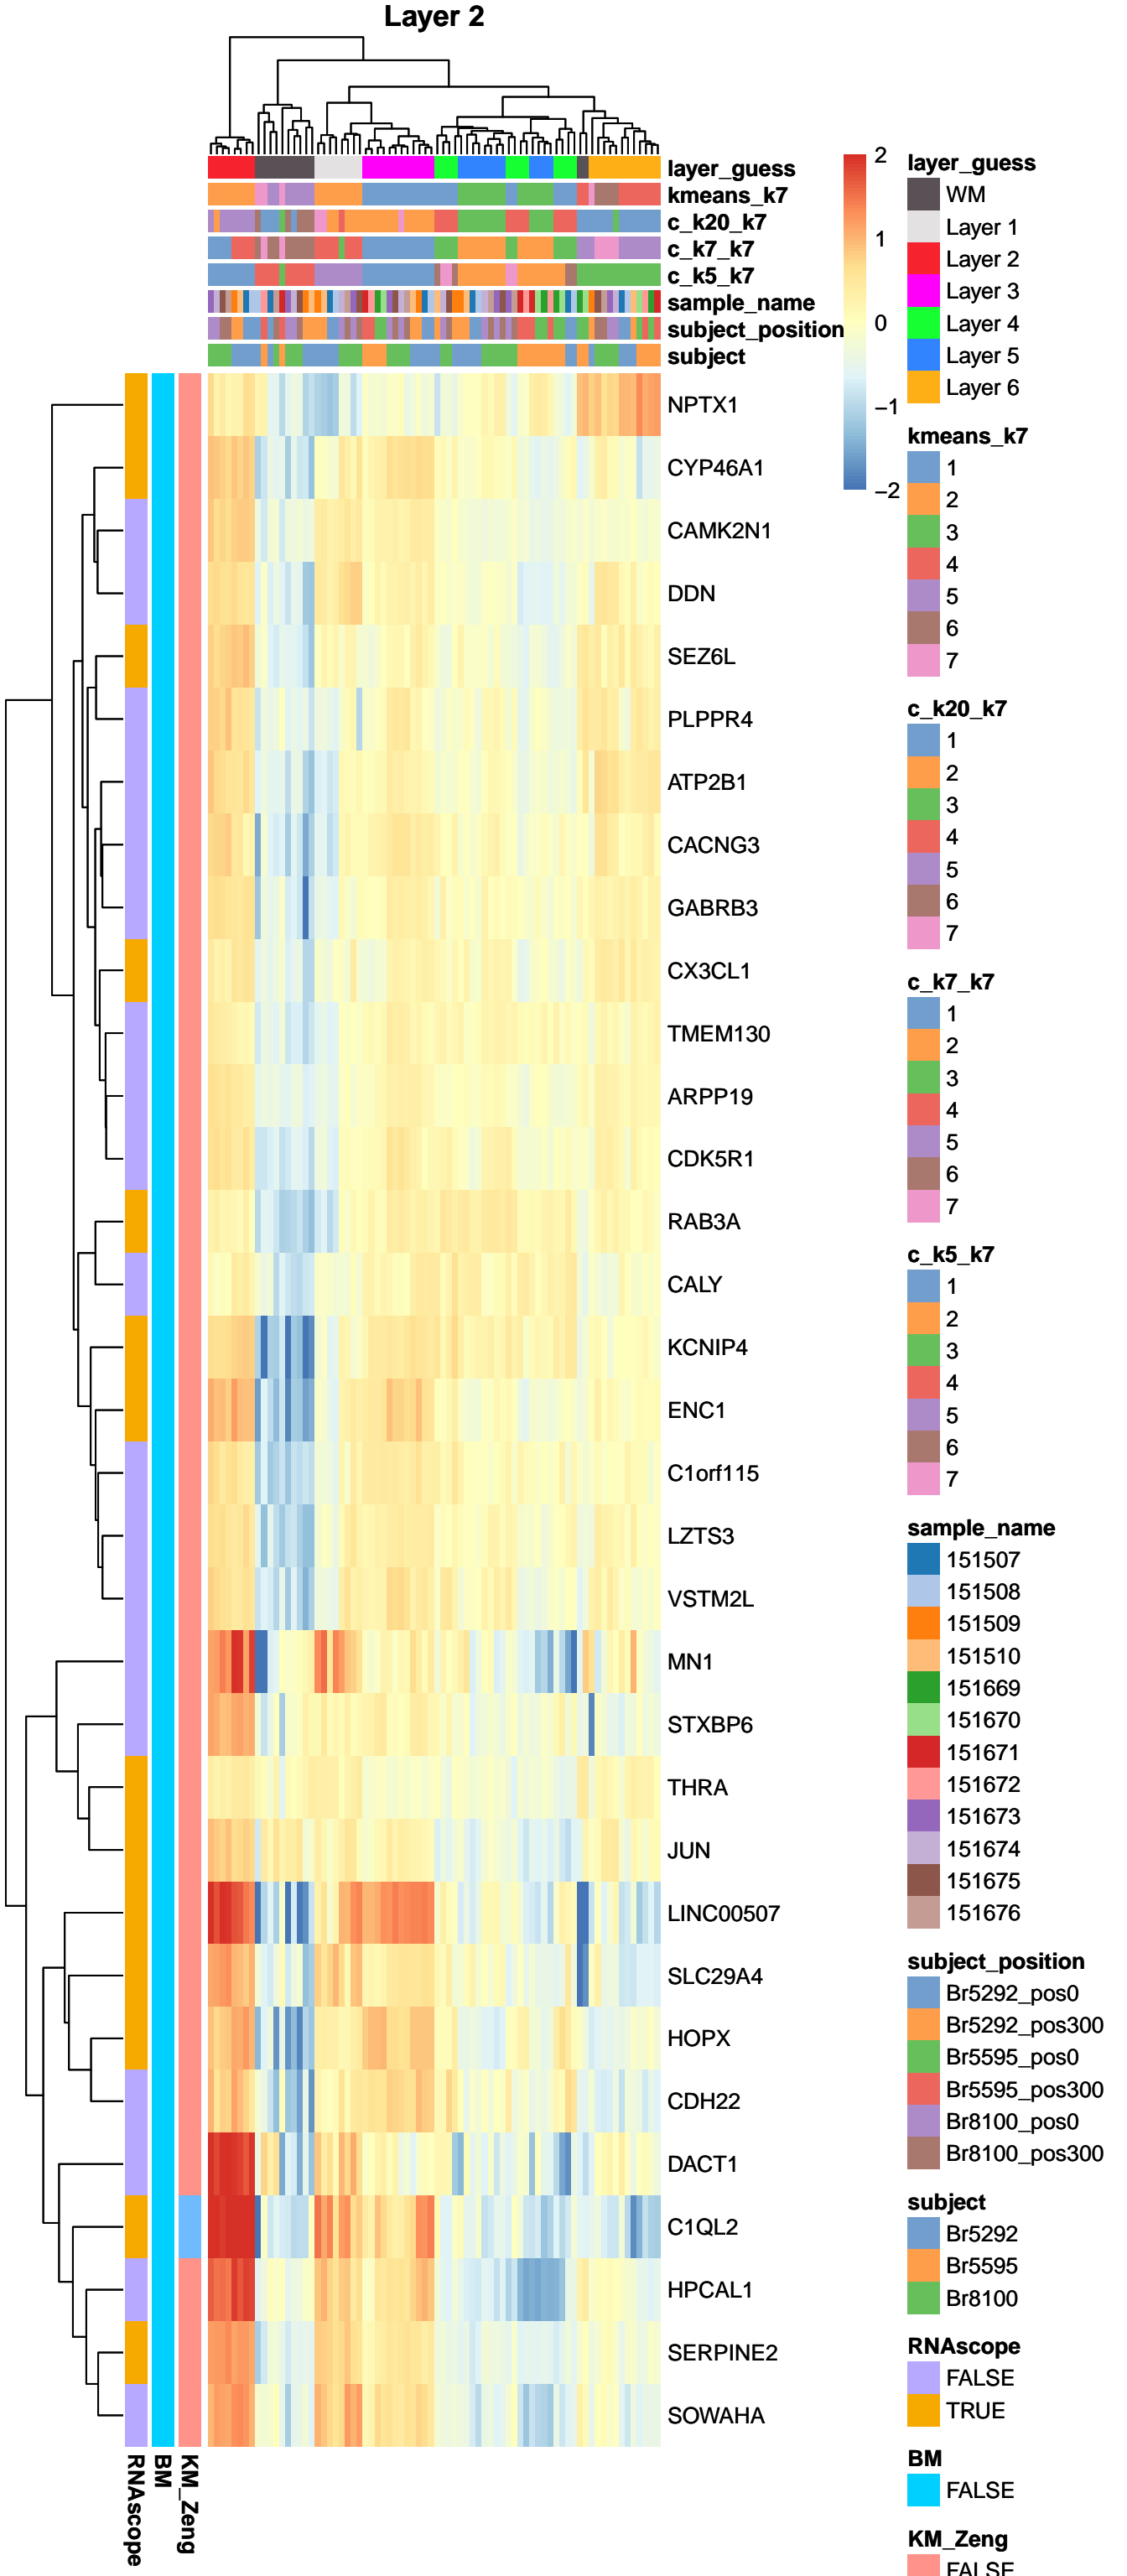 Layer 2
layer_guess
kmeans_k7
c_k20_k7
c_k7_k7
c_k5_k7
sample_name
subject_position
subject
NPTX1
CYP46A1
CAMK2N1
DDN
SEZ6L
PLPPR4
ATP2B1
CACNG3
GABRB3
CX3CL1
TMEM130
ARPP19
CDK5R1
RAB3A
CALY
KCNIP4
ENC1
C1orf115
LZTS3
VSTM2L
MN1
STXBP6
THRA
JUN
LINC00507
SLC29A4
HOPX
CDH22
DACT1
C1QL2
HPCAL1
SERPINE2
SOWAHA
RNAscope
BM
KM_Zeng
2
1
0
−1
−2
layer_guess
WM
Layer 1
Layer 2
Layer 3
Layer 4
Layer 5
Layer 6
kmeans_k7
1
2
3
4
5
6
7
c_k20_k7
1
2
3
4
5
6
7
c_k7_k7
1
2
3
4
5
6
7
c_k5_k7
1
2
3
4
5
6
7
sample_name
151507
151508
151509
151510
151669
151670
151671
151672
151673
151674
151675
151676
subject_position
Br5292_pos0
Br5292_pos300
Br5595_pos0
Br5595_pos300
Br8100_pos0
Br8100_pos300
subject
Br5292
Br5595
Br8100
RNAscope
FALSE
TRUE
BM
FALSE
KM_Zeng
FALSE